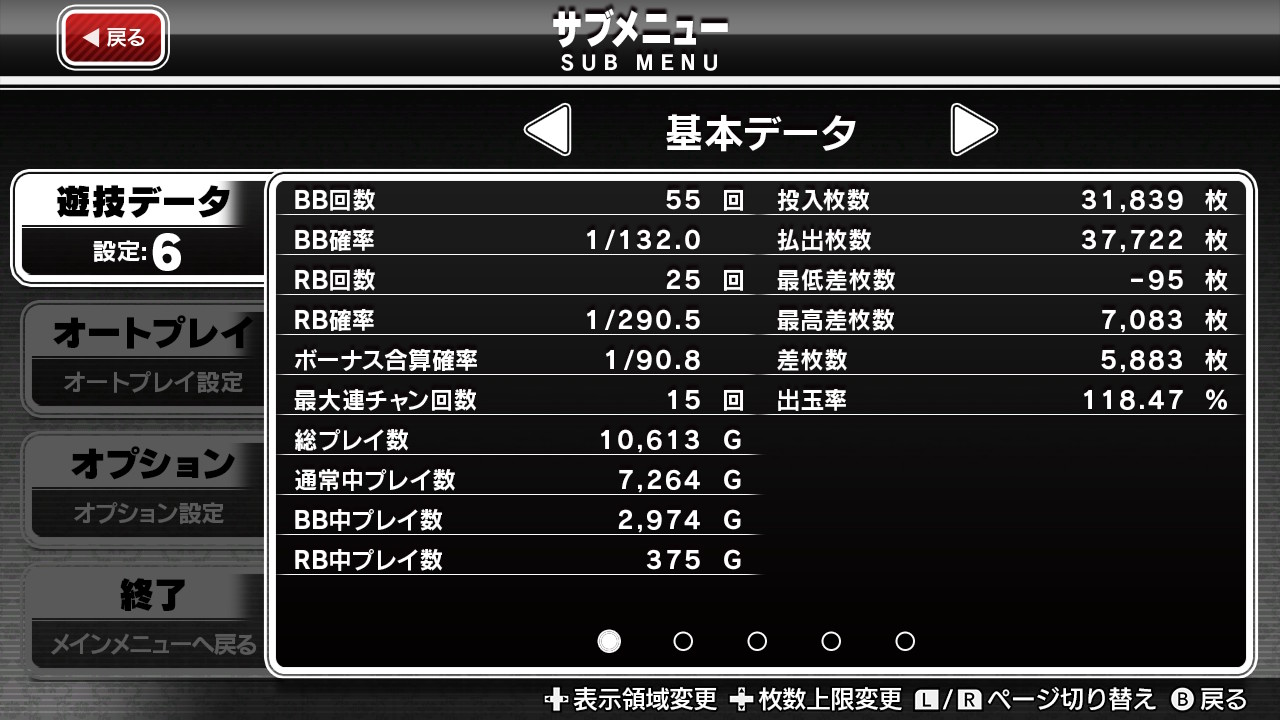 戻る
サブメニュー
SUB MENU
基本データ
遊技データ
設定:6
オートプレイ
オートプレイ設定
オプション
オプション設定
終了
メインメニューへ戻る
BB回数 55 回
BB確率 1/132.0
RB回数 25 回
RB確率 1/290.5
ボーナス合算確率 1/90.8
最大連チャン回数 15 回
総プレイ数 10,613 G
通常中プレイ数 7,264 G
BB中プレイ数 2,974 G
RB中プレイ数 375 G
投入枚数 31,839 枚
払出枚数 37,722 枚
最低差枚数 -95 枚
最高差枚数 7,083 枚
差枚数 5,883 枚
出玉率 118.47 %
表示領域変更 枚数上限変更 L/R ページ切り替え B 戻る